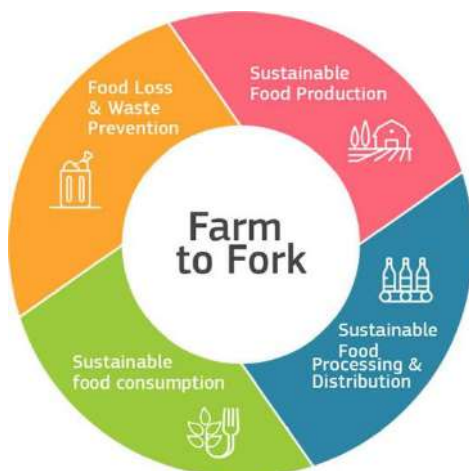 Food Loss
& Waste
Prevention
Sustainable
Food Production
Farm
to Fork
Sustainable
Food
Processing &
Distribution
Sustainable
food consumption